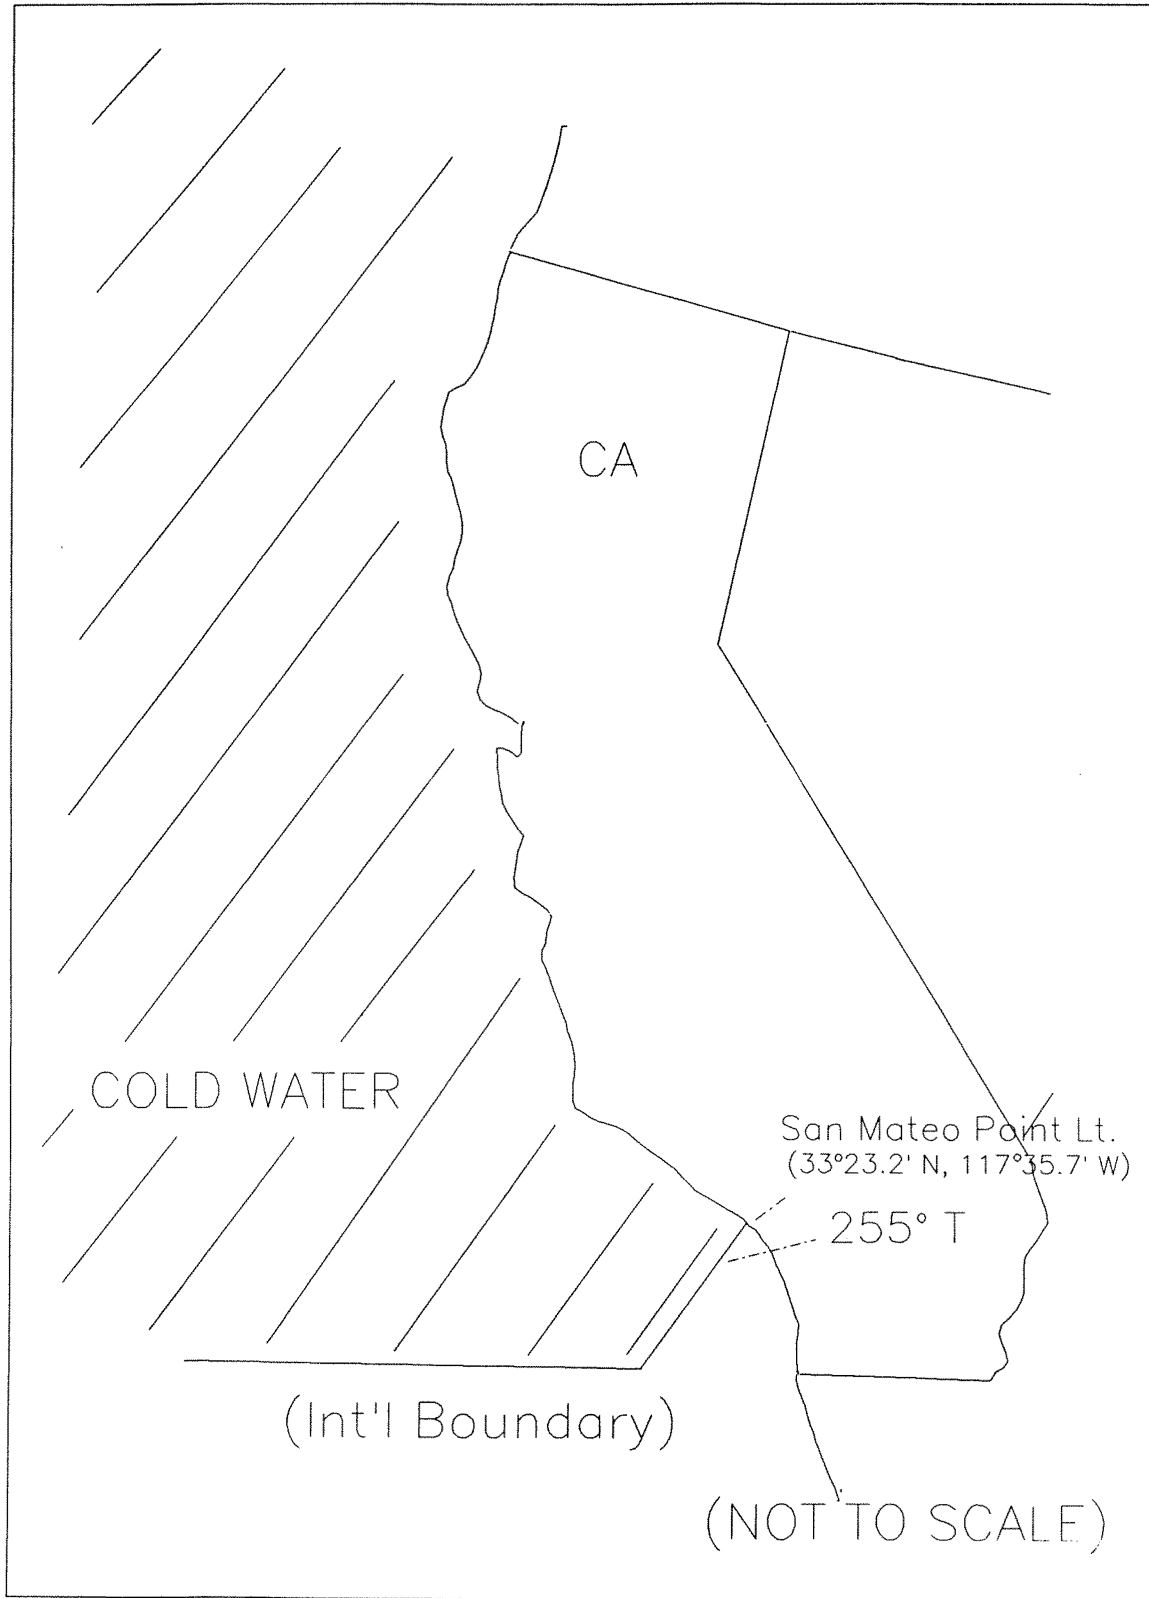 CA
COLD WATER
San Mateo Point Lt.
(33°23.2' N, 117°35.7' W)
255° T
(Int'l Boundary)
(NOT TO SCALE)